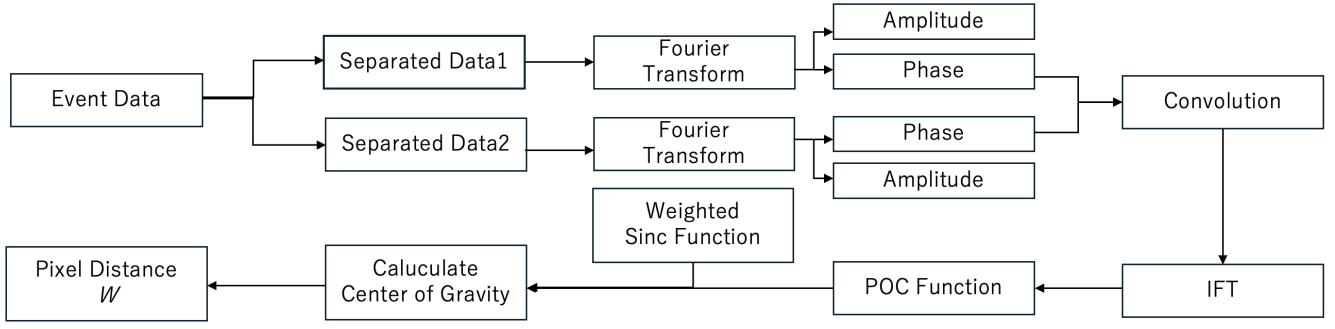 Amplitude
Separated Data1
Fourier
Transform
Phase
Event Data
Convolution
Separated Data2
Fourier
Transform
Phase
Amplitude
Weighted
Sinc Function
Pixel Distance
W
Caluculate
Center of Gravity
POC Function
IFT